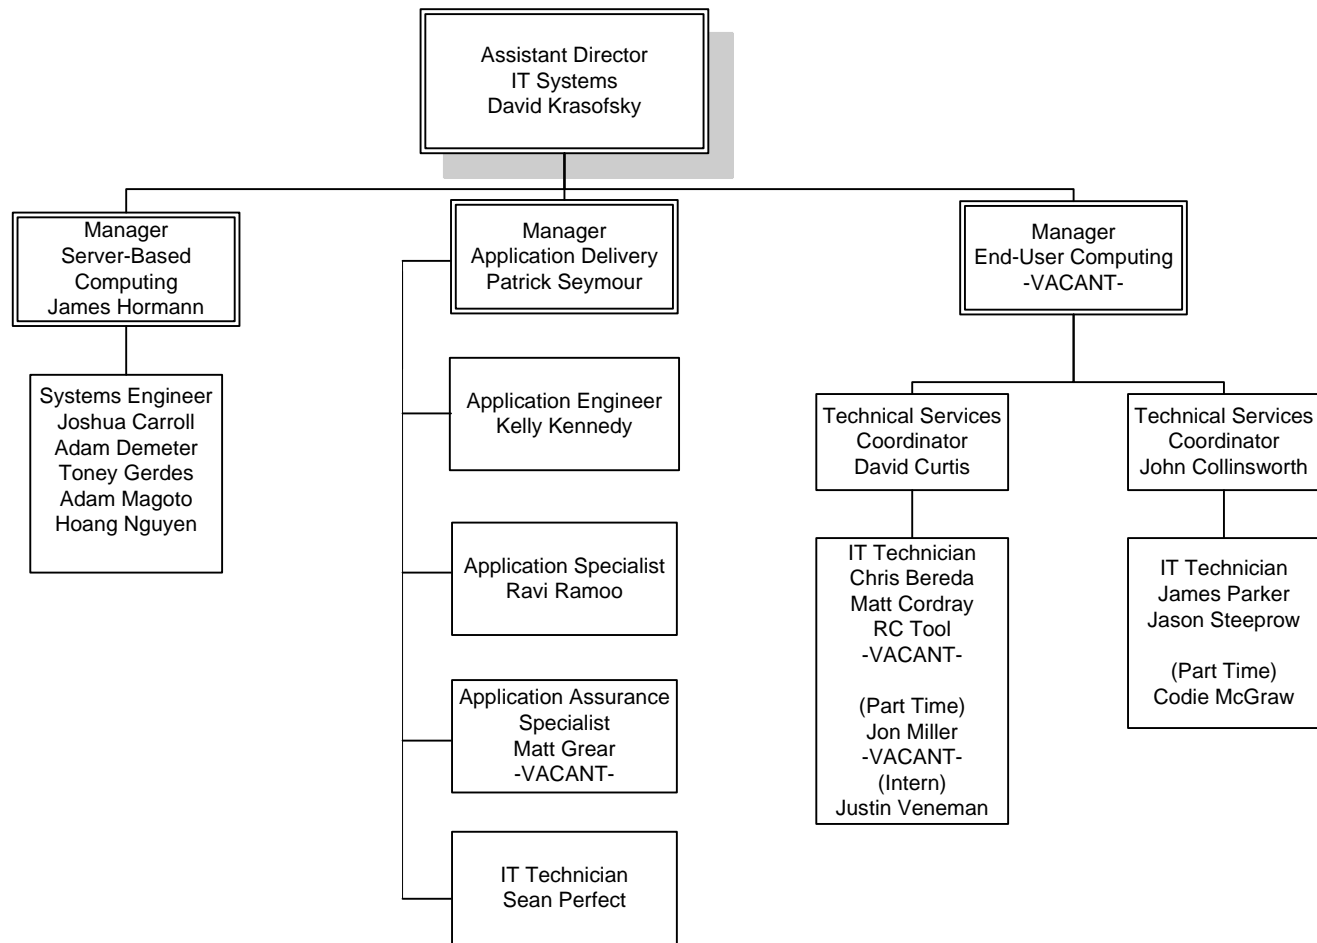 Assistant Director
IT Systems
David Krasofsky
Manager
Server-Based
Computing
James Hormann
Manager
Application Delivery
Patrick Seymour
Manager
End-User Computing
-VACANT-
Systems Engineer
Joshua Carroll
Adam Demeter
Toney Gerdes
Adam Magoto
Hoang Nguyen
Application Engineer
Kelly Kennedy
Application Specialist
Ravi Ramoo
Application Assurance
Specialist
Matt Grear
-VACANT-
IT Technician
Sean Perfect
Technical Services
Coordinator
David Curtis
Technical Services
Coordinator
John Collinsworth
IT Technician
Chris Bereda
Matt Cordray
RC Tool
-VACANT-
(Part Time)
Jon Miller
-VACANT-
(Intern)
Justin Veneman
IT Technician
James Parker
Jason Steeprow
(Part Time)
Codie McGraw